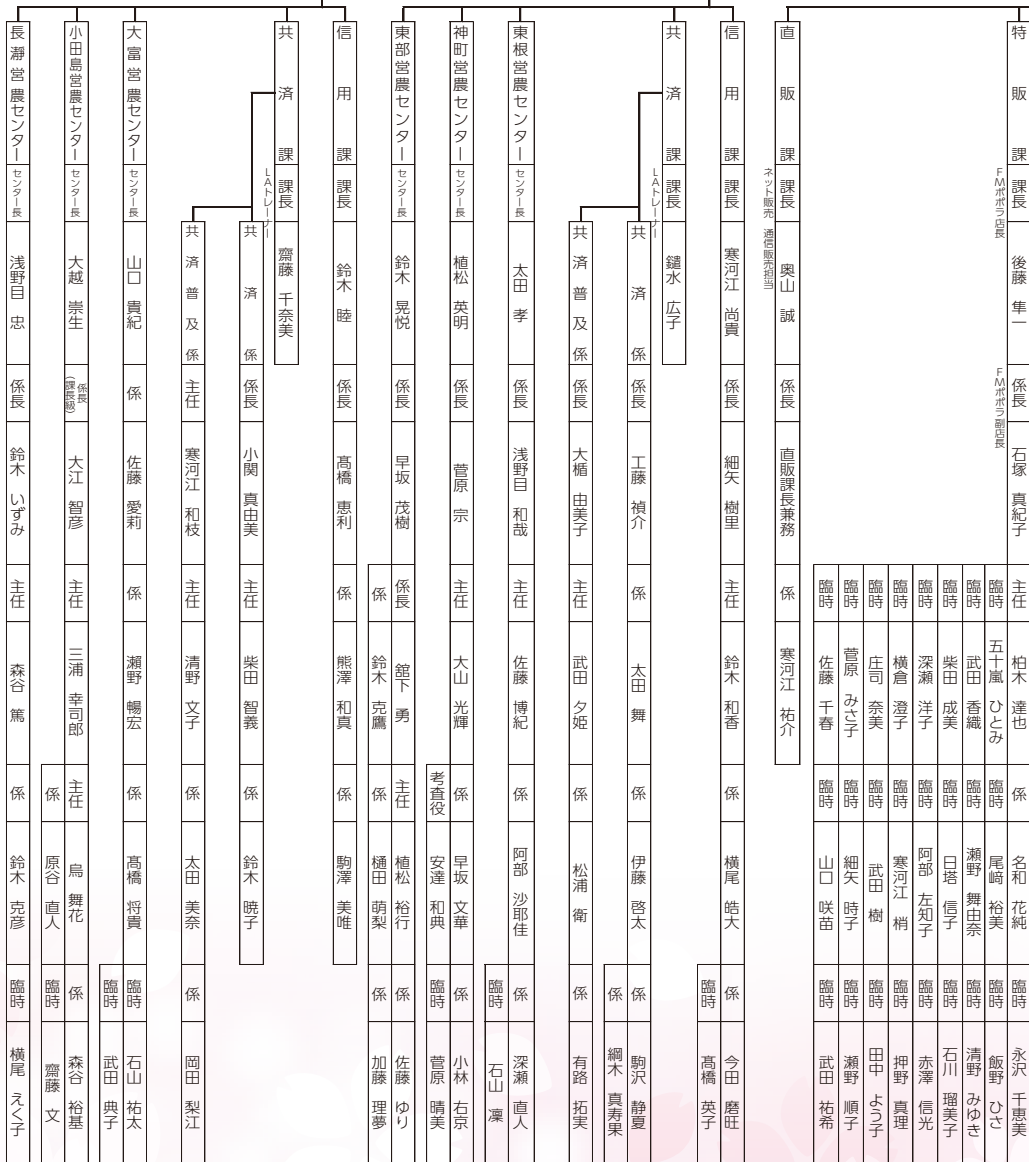 特販課 課長 後藤 隼一 係長 石塚 真紀子 主任 柏木 達也 係 名和 花純 臨時 永沢 千恵美
FMポポラ店長 FMポポラ副店長 臨時 五十嵐 ひとみ 臨時 尾﨑 裕美 臨時 飯野 ひさ
臨時 武田 香織 臨時 瀬野 舞由奈 臨時 清野 みゆき
臨時 柴田 成美 臨時 日塔 信子 臨時 石川 瑠美子
臨時 深瀬 洋子 臨時 阿部 左知子 臨時 赤澤 信光
臨時 横倉 澄子 臨時 寒河江 梢 臨時 押野 真理
臨時 庄司 奈美 臨時 武田 樹 臨時 田中 よう子
臨時 菅原 みさ子 臨時 細矢 時子 臨時 瀬野 順子
臨時 佐藤 千春 臨時 山口 咲苗 臨時 武田 祐希
直販課 課長 奥山 誠 係長 直販課長兼務 係 寒河江 祐介
ネット販売 通信販売担当
信用課 課長 寒河江 尚貴 係長 細矢 樹里 主任 鈴木 和香 係 横尾 皓大 係 今田 磨旺
臨時 髙橋 英子
共済課 課長 鑓水 広子
LAトレーナー
共済係 係長 工藤 禎介 係 太田 舞 係 伊藤 啓太 係 駒沢 静夏
係 綱木 真寿果
共済普及係 係長 大楯 由美子 主任 武田 夕姫 係 松浦 衛 係 有路 拓実
東根営農センター センター長 太田 孝 係長 浅野目 和哉 主任 佐藤 博紀 係 阿部 沙耶佳 係 深瀬 直人
臨時 石山 凜
神町営農センター センター長 植松 英明 係長 菅原 宗 主任 大山 光輝 係 早坂 文華 係 小林 右京
考査役 安達 和典 臨時 菅原 晴美
東部営農センター センター長 鈴木 晃悦 係長 早坂 茂樹 係長 舘下 勇 主任 植松 裕行 係 佐藤 ゆり
係 鈴木 克鷹 係 樋田 萌梨 係 加藤 理夢
信用課 課長 鈴木 睦 係長 髙橋 恵利 係 熊澤 和真 係 駒澤 美唯
共済課 課長 齋藤 千奈美
LAトレーナー
共済係 係長 小関 真由美 主任 柴田 智義 係 鈴木 暁子
共済普及係 主任 寒河江 和枝 主任 清野 文子 係 太田 美奈 係 岡田 梨江
大富営農センター センター長 山口 貴紀 係 佐藤 愛莉 係 瀬野 暢宏 係 髙橋 将貴 臨時 石山 祐太
臨時 武田 典子
小田島営農センター センター長 大越 崇生 係長(課長級) 大江 智彦 主任 三浦 幸司郎 主任 烏 舞花 係 森谷 裕基
係 原谷 直人 臨時 齋藤 文
長瀞営農センター センター長 浅野目 忠 係長 鈴木 いずみ 主任 森谷 篤 係 鈴木 克彦 臨時 横尾 えく子